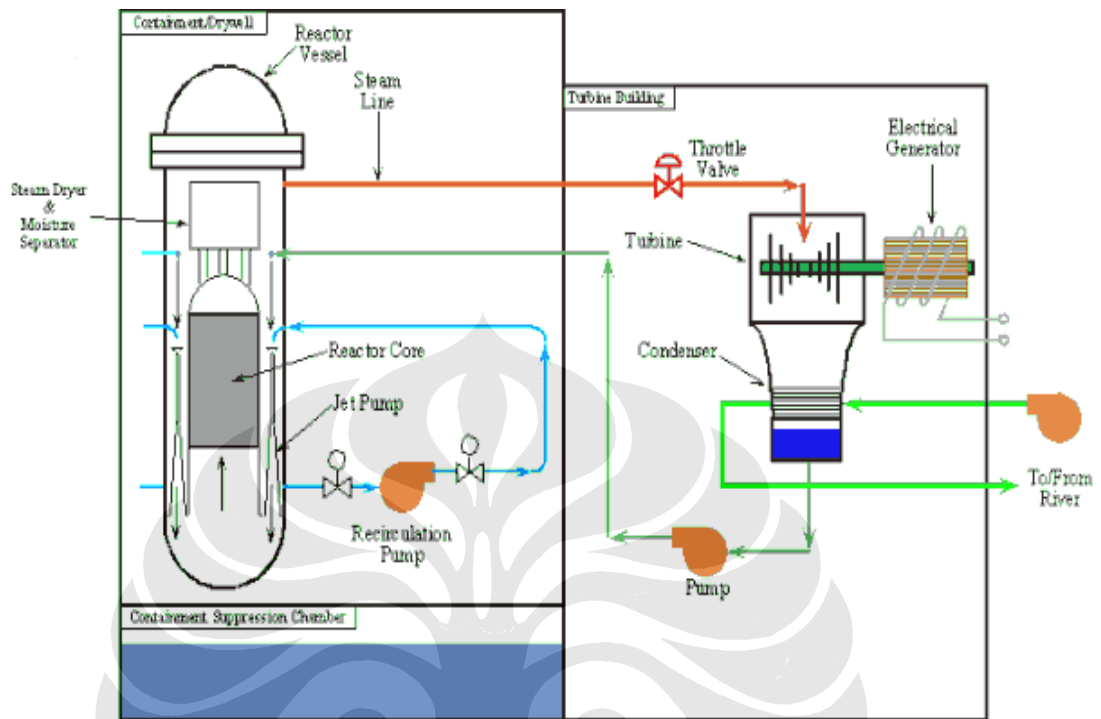 Containment/Drywell
Reactor
Vessel
Steam
Line
Turbine Building
Electrical
Generator
Throttle
Valve
Steam Dryer
&
Moisture
Separator
Turbine
Reactor Core
Condenser
Jet Pump
To/From
River
Recirculation
Pump
Pump
Containment Suppression Chamber